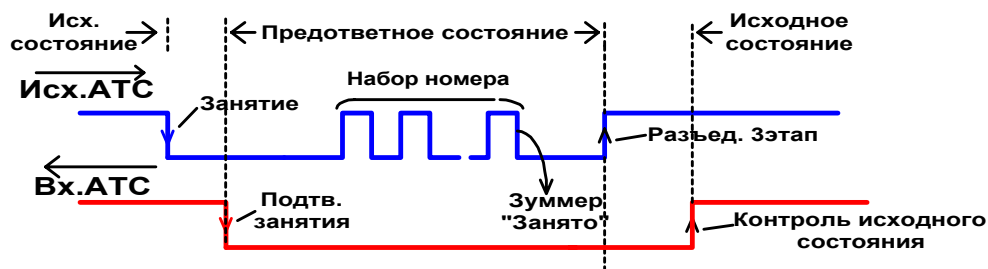 Исх.
состояние
Предответное состояние
Исходное
состояние
Исх.АТС
Занятие
Набор номера
Разъед. 3этап
Вх.АТС
Подтв.
занятия
Зуммер
"Занято"
Контроль исходного
состояния